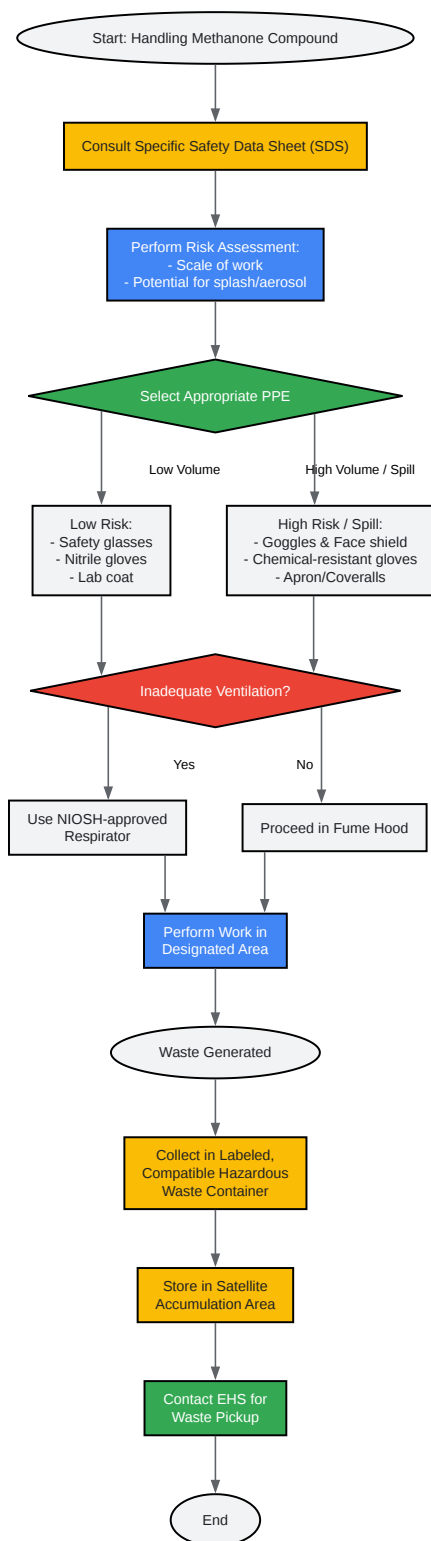 Start: Handling Methanone Compound
Consult Specific Safety Data Sheet (SDS)
Perform Risk Assessment:
- Scale of work
- Potential for splash/aerosol
Select Appropriate PPE
Low Volume
High Volume / Spill
Low Risk:
- Safety glasses
- Nitrile gloves
- Lab coat
High Risk / Spill:
- Goggles & Face shield
- Chemical-resistant gloves
- Apron/Coveralls
Inadequate Ventilation?
Yes
No
Use NIOSH-approved
Respirator
Proceed in Fume Hood
Perform Work in
Designated Area
Waste Generated
Collect in Labeled,
Compatible Hazardous
Waste Container
Store in Satellite
Accumulation Area
Contact EHS for
Waste Pickup
End